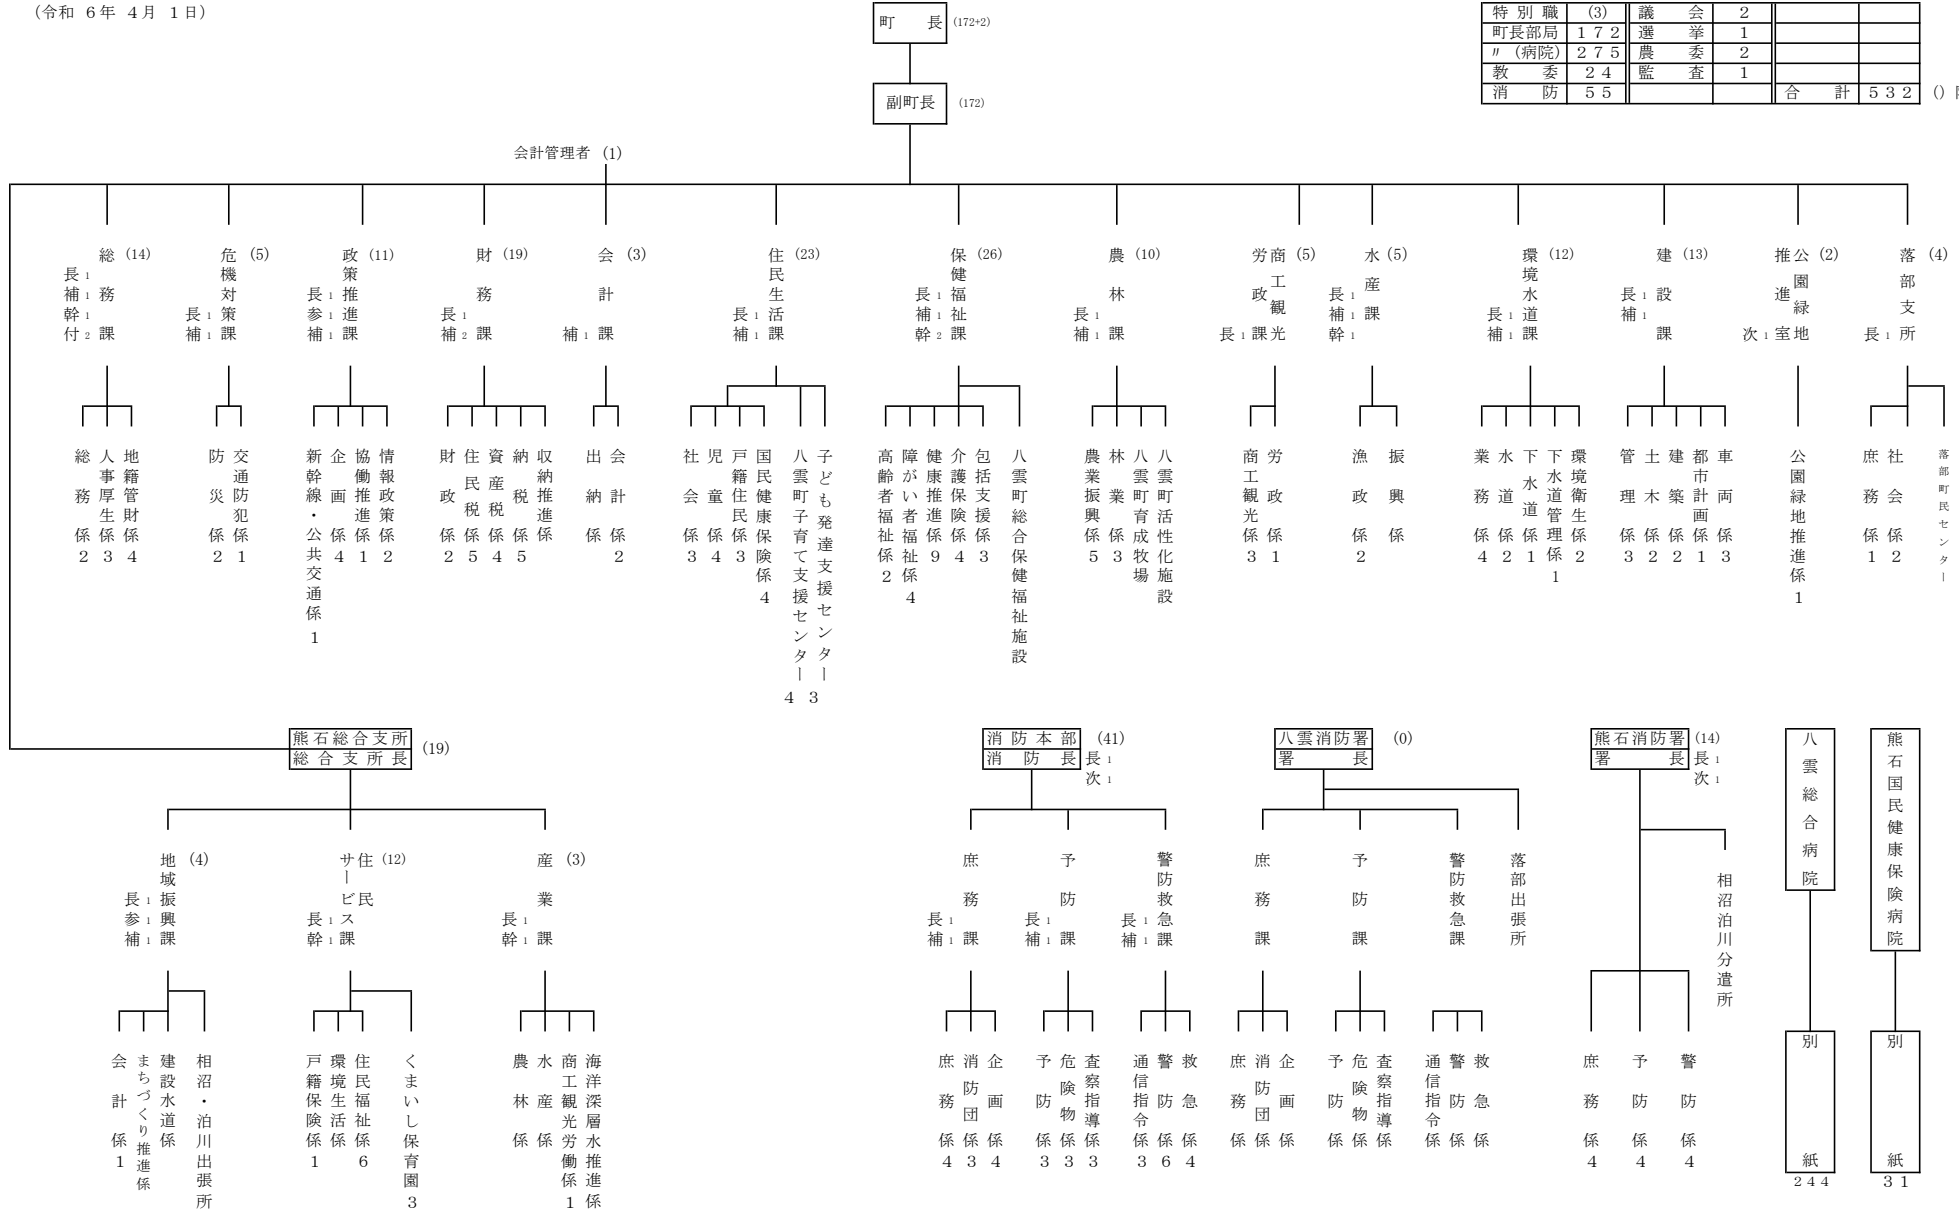 (令和 6年 4月 1日)
町 長 (172+2)
副町長 (172)
特別職 (3) 議会 2
町長部局 172 選挙 1
〃(病院) 275 農委 2
教委 24 監査 1
消防 55 合計 532 ()
会計管理者 (1)
総務課 (14)
長1
補1
幹1
付2
総務係2
人事厚生係3
地籍管財係4
危機対策課 (5)
長1
補1
防災係2
交通防犯係1
政策推進課 (11)
長1
参1
補1
新幹線・公共交通係1
企画係4
協働推進係1
情報政策係2
財務課 (19)
長1
補2
財政係2
住民税係5
資産税係4
納税係5
収納推進係
会計課 (3)
補1
出納係
会計係2
住民生活課 (23)
長1
補1
社会係3
児童係4
戸籍住民係3
国民健康保険係4
八雲町子育て支援センター4
子ども発達支援センター3
保健福祉課 (26)
長1
補1
幹2
高齢者福祉係2
障がい者福祉係4
健康推進係9
介護保険係4
包括支援係3
八雲町総合保健福祉施設
農林課 (10)
長1
補1
農業振興係5
林業係3
八雲町育成牧場
八雲町活性化施設
商工観光労政課 (5)
長1
商工観光係3
労政係1
水産課 (5)
長1
補1
幹1
漁政係2
振興係
環境水道課 (12)
長1
補1
業務係4
水道係2
下水道係1
下水道管理係1
環境衛生係2
建設課 (13)
長1
補1
管理係3
土木係2
建築係2
都市計画係1
車両係3
公園緑地推進室 (2)
次1
公園緑地推進係1
落部支所 (4)
長1
庶務係1
社会係2
落部町民センター
熊石総合支所
総合支所長 (19)
地域振興課 (4)
長1
参1
補1
会計係1
まちづくり推進係
建設水道係
相沼・泊川出張所
住民サービス課 (12)
長1
幹1
戸籍保険係1
環境生活係
住民福祉係6
くまいし保育園3
産業課 (3)
長1
幹1
農林係
水産係
商工観光労働係1
海洋深層水推進係
消防本部 (41)
消防長 長1
次1
庶務課
長1
補1
庶務係4
消防団係3
企画係4
予防課
長1
補1
予防係3
危険物係3
査察指導係3
警防救急課
長1
補1
通信指令係3
警防係6
救急係4
八雲消防署 (0)
署長
庶務課
庶務係
消防団係
企画係
予防課
予防係
危険物係
査察指導係
警防救急課
通信指令係
警防係
救急係
落部出張所
熊石消防署 (14)
署長 長1
次1
庶務係4
予防係4
警防係4
相沼泊川分遣所
八雲総合病院
別紙
244
熊石国民健康保険病院
別紙
31